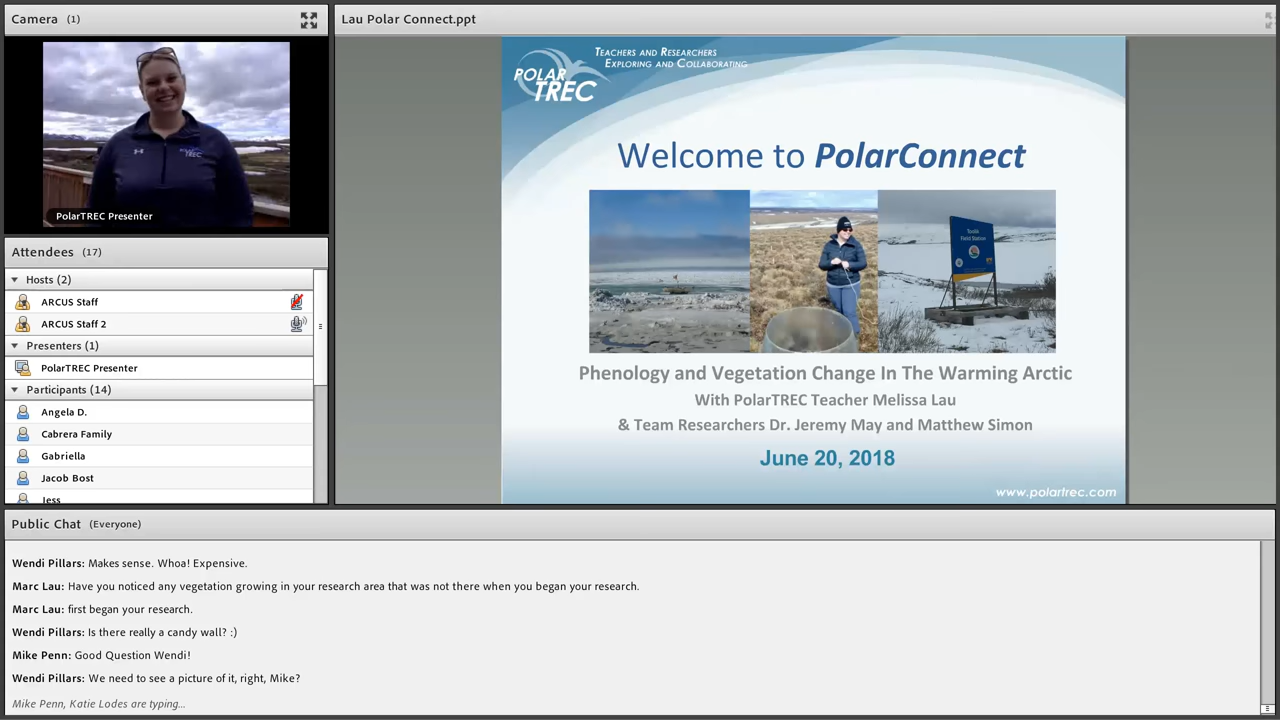 Camera (1)
POLAR
TREC
PolarTREC Presenter
Attendees (17)
Hosts (2)
ARCUS Staff
ARCUS Staff 2
Presenters (1)
PolarTREC Presenter
Participants (14)
Angela D.
Cabrera Family
Gabriella
Jacob Bost
Jess
Lau Polar Connect.ppt
TEACHERS AND RESEARCHERS
EXPLORING AND COLLABORATING
POLAR
TREC
Welcome to PolarConnect
Toolik
Field Station
Phenology and Vegetation Change In The Warming Arctic
With PolarTREC Teacher Melissa Lau
& Team Researchers Dr. Jeremy May and Matthew Simon
June 20, 2018
www.polartrec.com
Public Chat (Everyone)
Wendi Pillars: Makes sense. Whoa! Expensive.
Marc Lau: Have you noticed any vegetation growing in your research area that was not there when you began your research.
Marc Lau: first began your research.
Wendi Pillars: Is there really a candy wall? :)
Mike Penn: Good Question Wendi!
Wendi Pillars: We need to see a picture of it, right, Mike?
Mike Penn, Katie Lodes are typing...